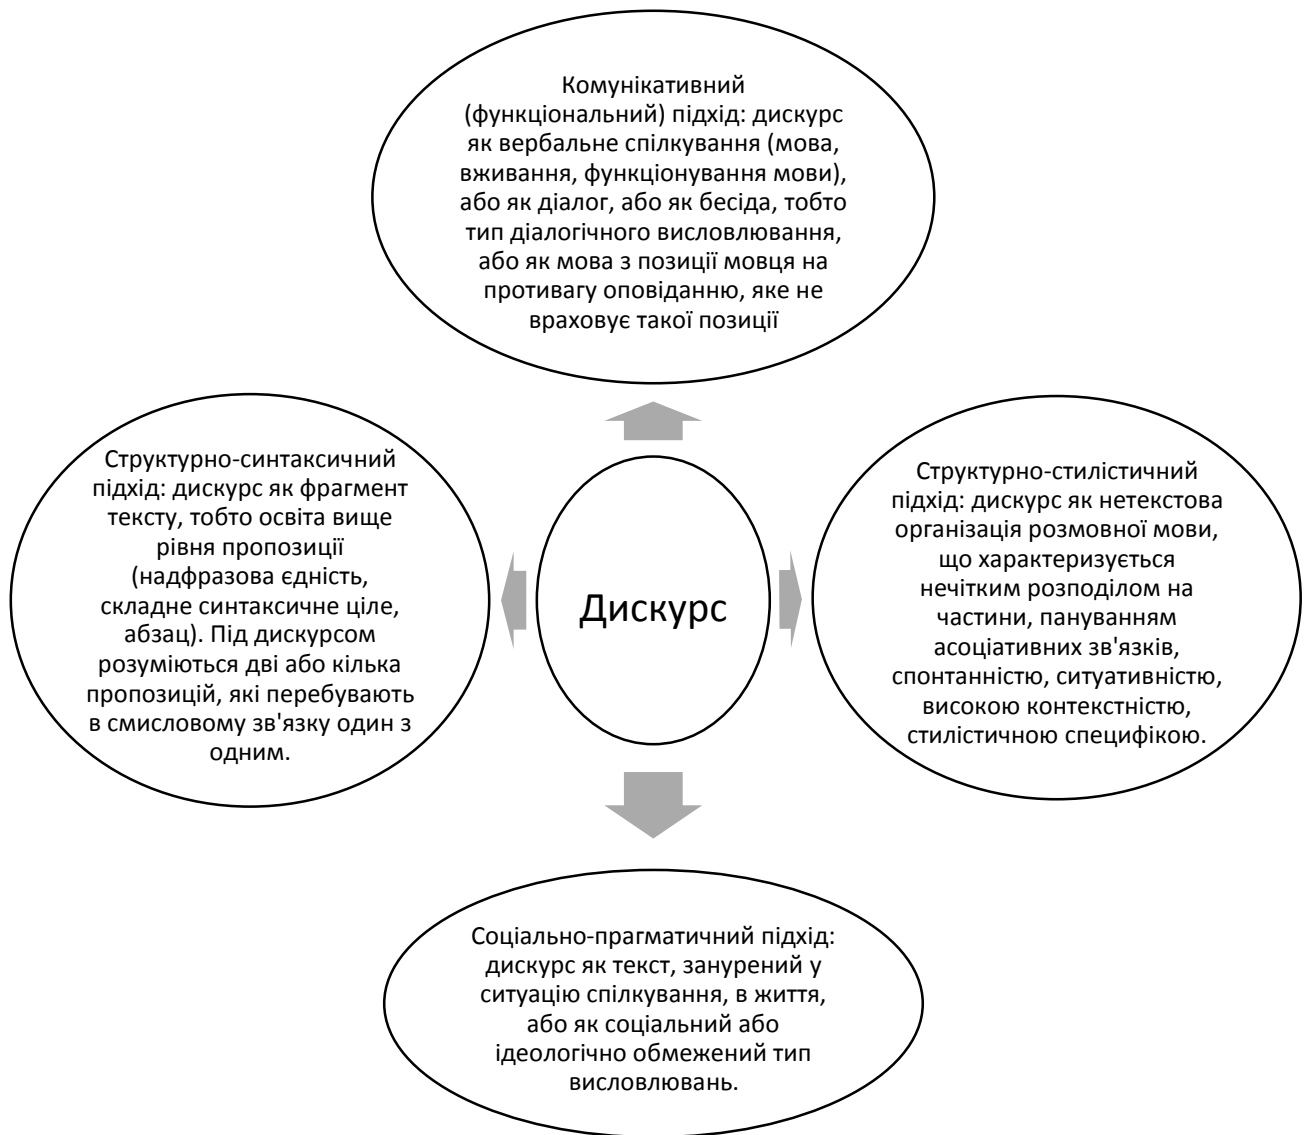 Комунікативний
(функціональний) підхід: дискурс
як вербальне спілкування (мова,
вживання, функціонування мови),
або як діалог, або як бесіда, тобто
тип діалогічного висловлювання,
або як мова з позиції мовця на
противагу оповіданню, яке не
враховує такої позиції
Структурно-синтаксичний
підхід: дискурс як фрагмент
тексту, тобто освіта вище
рівня пропозиції
(надфразова єдність,
складне синтаксичне ціле,
абзац). Під дискурсом
розуміються дві або кілька
пропозицій, які перебувають
в смисловому зв'язку один з
одним.
Дискурс
Структурно-стилістичний
підхід: дискурс як нетекстова
організація розмовної мови,
що характеризується
нечітким розподілом на
частини, пануванням
асоціативних зв'язків,
спонтанністю, ситуативністю,
високою контекстністю,
стилістичною специфікою.
Соціально-прагматичний підхід:
дискурс як текст, занурений у
ситуацію спілкування, в життя,
або як соціальний або
ідеологічно обмежений тип
висловлювань.